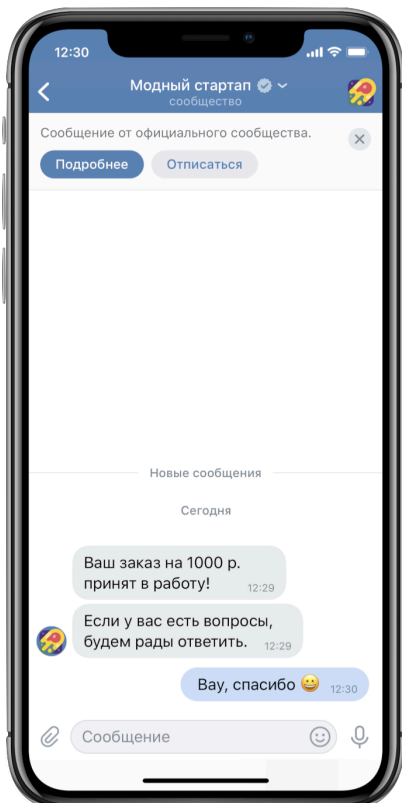 12:30
Модный стартап
сообщество
Сообщение от официального сообщества.
Подробнее
Отписаться
Новые сообщения
Сегодня
Ваш заказ на 1000 р.
принят в работу!
12:29
Если у вас есть вопросы,
будем рады ответить.
12:29
Вау, спасибо 😀
12:30
Сообщение